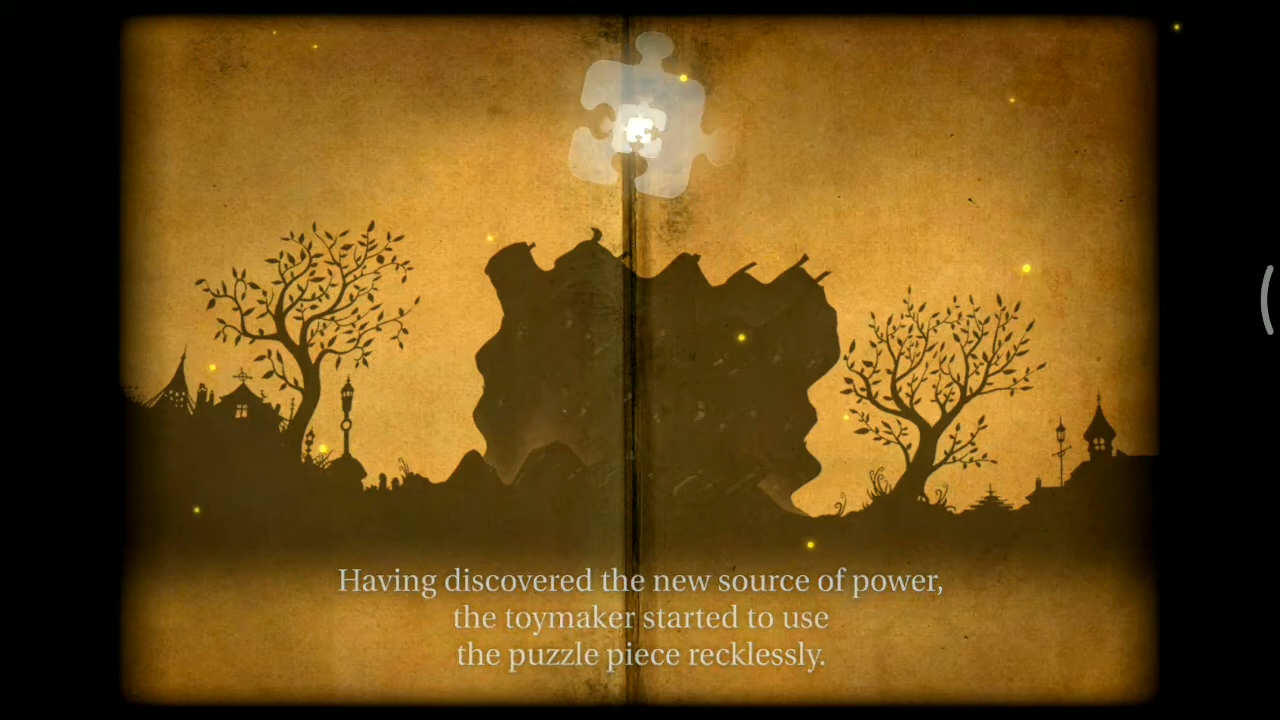 Having discovered the new source of power,
the toymaker started to use
the puzzle piece recklessly.